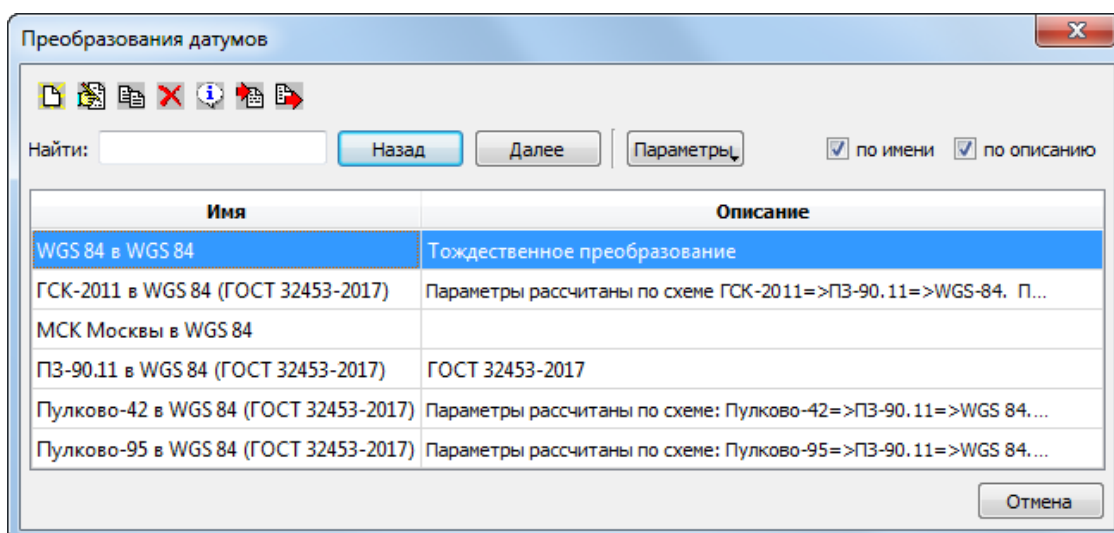 Преобразования датумов
Найти: Назад Далее Параметры по имени по описанию
Имя Описание
WGS 84 в WGS 84 Тождественное преобразование
ГСК-2011 в WGS 84 (ГОСТ 32453-2017) Параметры рассчитаны по схеме ГСК-2011=>ПЗ-90.11=>WGS-84. П...
МСК Москвы в WGS 84
ПЗ-90.11 в WGS 84 (ГОСТ 32453-2017) ГОСТ 32453-2017
Пулково-42 в WGS 84 (ГОСТ 32453-2017) Параметры рассчитаны по схеме: Пулково-42=>ПЗ-90.11=>WGS 84....
Пулково-95 в WGS 84 (ГОСТ 32453-2017) Параметры рассчитаны по схеме: Пулково-95=>ПЗ-90.11=>WGS 84....
Отмена